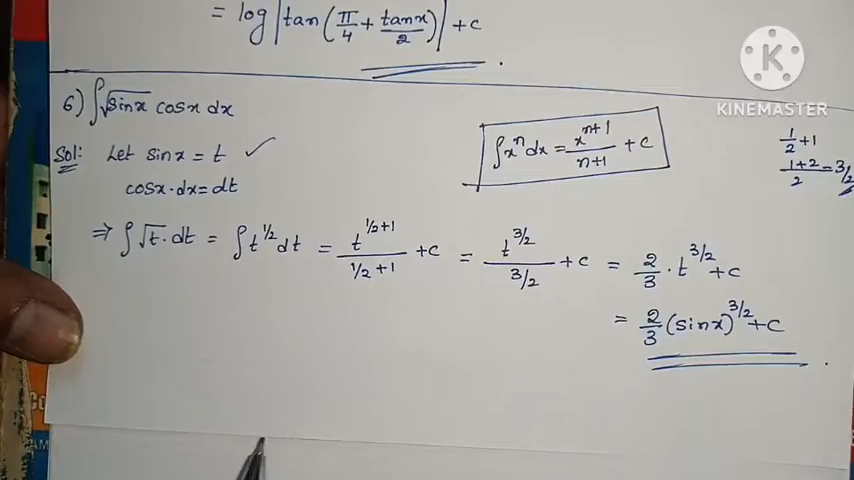 = log |tan(π/4 + tanx/2)| + c
6) ∫√sinx cosx dx
Sol: Let sinx = t ✓
cosx·dx = dt
∫xⁿdx = xⁿ⁺¹/n+1 + c
1/2 + 1
1+2/2 = 3/2
⇒ ∫√t·dt = ∫t^1/2 dt = t^1/2+1 / 1/2+1 + c = t^3/2 / 3/2 + c = 2/3 · t^3/2 + c
= 2/3 (sinx)^3/2 + c
KINEMASTER